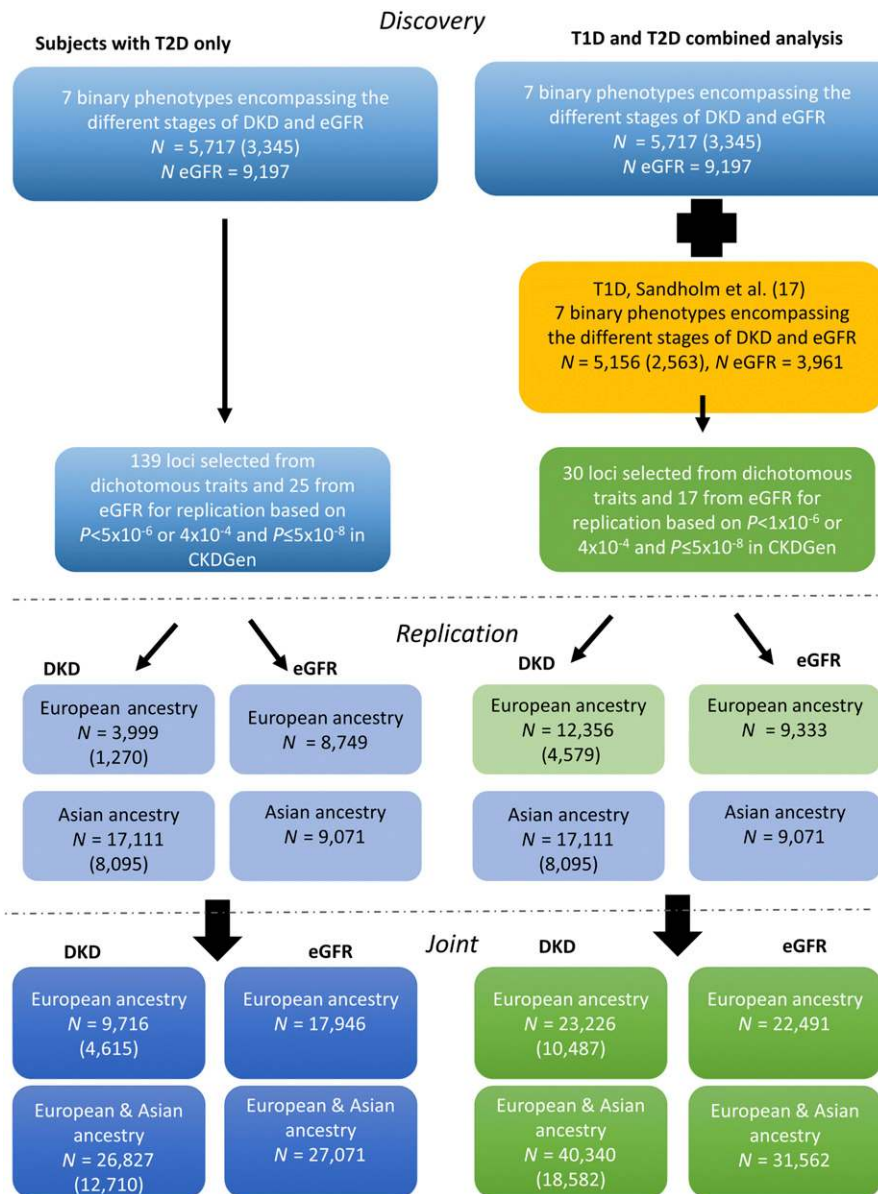 Discovery
Subjects with T2D only
7 binary phenotypes encompassing the
different stages of DKD and eGFR
N = 5,717 (3,345)
N eGFR = 9,197
139 loci selected from
dichotomous traits and 25 from
eGFR for replication based on
P<5x10⁻⁶ or 4x10⁻⁴ and P≤5x10⁻⁸ in
CKDGen
T1D and T2D combined analysis
7 binary phenotypes encompassing the
different stages of DKD and eGFR
N = 5,717 (3,345)
N eGFR = 9,197
T1D, Sandholm et al. (17)
7 binary phenotypes encompassing
the different stages of DKD and eGFR
N = 5,156 (2,563), N eGFR = 3,961
30 loci selected from dichotomous
traits and 17 from eGFR for
replication based on P<1x10⁻⁶ or
4x10⁻⁴ and P≤5x10⁻⁸ in CKDGen
Replication
DKD
European ancestry
N = 3,999
(1,270)
Asian ancestry
N = 17,111
(8,095)
eGFR
European ancestry
N = 8,749
Asian ancestry
N = 9,071
DKD
European ancestry
N = 12,356
(4,579)
Asian ancestry
N = 17,111
(8,095)
eGFR
European ancestry
N = 9,333
Asian ancestry
N = 9,071
Joint
DKD
European ancestry
N = 9,716
(4,615)
European & Asian
ancestry
N = 26,827
(12,710)
eGFR
European ancestry
N = 17,946
European & Asian
ancestry
N = 27,071
DKD
European ancestry
N = 23,226
(10,487)
European & Asian
ancestry
N = 40,340
(18,582)
eGFR
European ancestry
N = 22,491
European & Asian
ancestry
N = 31,562